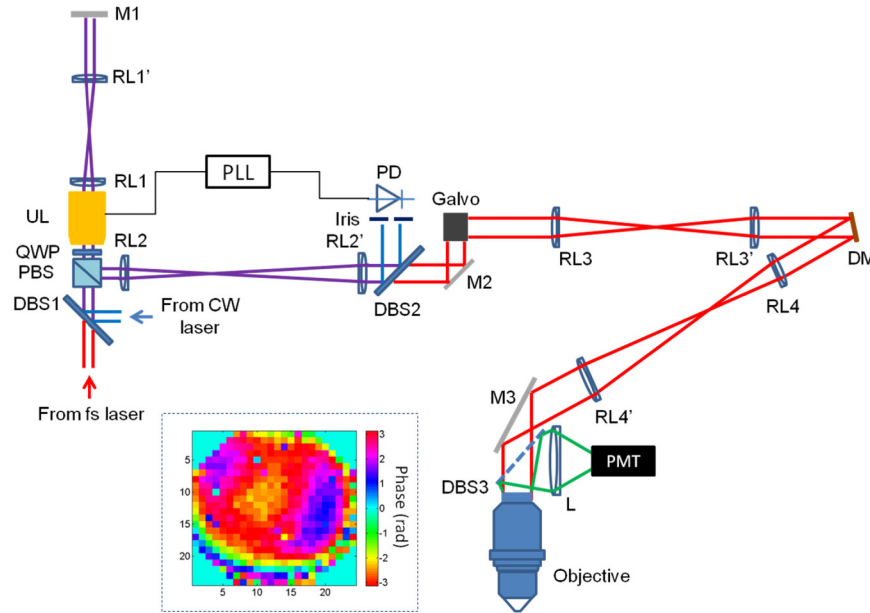 M1
RL1'
RL1
PLL
PD
UL
Iris
Galvo
QWP
RL2
RL2'
PBS
RL3
RL3'
DM
M2
DBS1
From CW
laser
DBS2
RL4
From fs laser
M3
RL4'
PMT
DBS3
L
Objective
5
10
15
20
5 10 15 20
3
2
1
0
-1
-2
-3
Phase (rad)